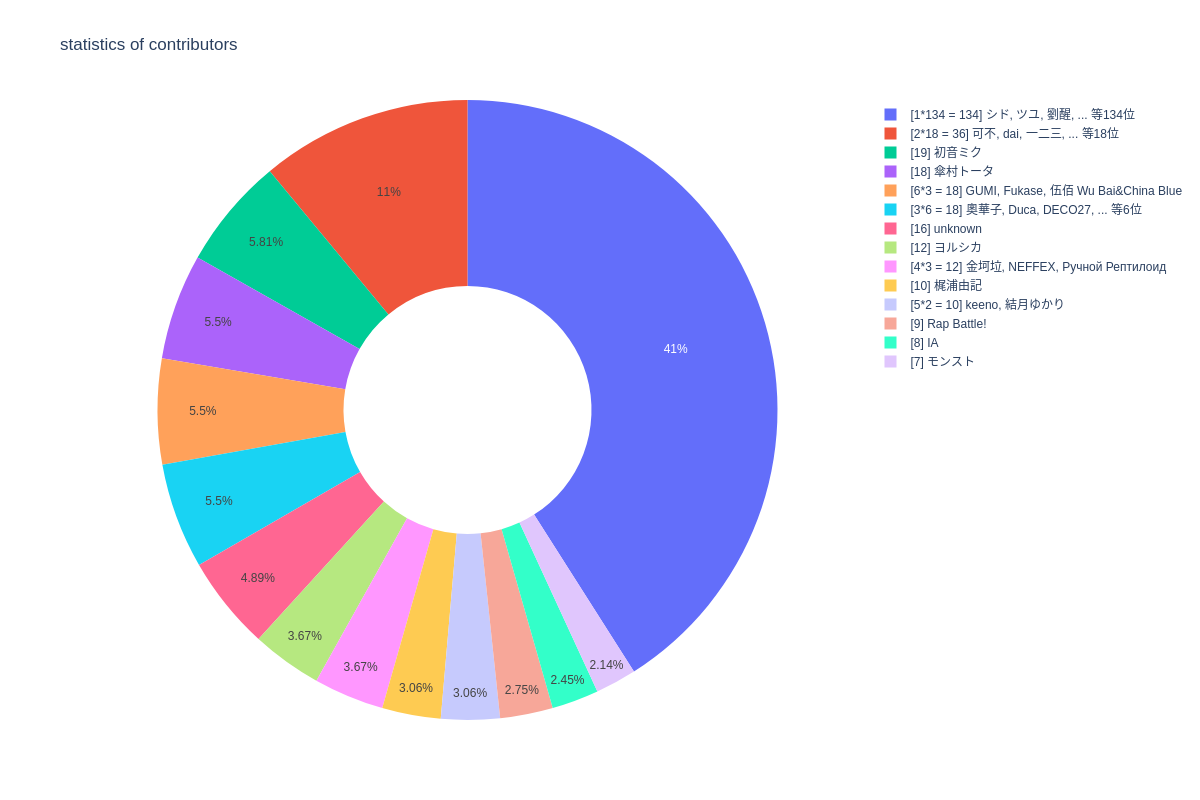 statistics of contributors
[1*134 = 134] シド, ツユ, 劉醒, ... 等134位
[2*18 = 36] 可不, dai, 一二三, ... 等18位
[19] 初音ミク
[18] 傘村トータ
[6*3 = 18] GUMI, Fukase, 伍佰 Wu Bai&China Blue
[3*6 = 18] 奧華子, Duca, DECO27, ... 等6位
[16] unknown
[12] ヨルシカ
[4*3 = 12] 金坷垃, NEFFEX, Ручной Рептилоид
[10] 梶浦由記
[5*2 = 10] keeno, 結月ゆかり
[9] Rap Battle!
[8] IA
[7] モンスト
41%
11%
5.81%
5.5%
5.5%
5.5%
4.89%
3.67%
3.67%
3.06%
3.06%
2.75%
2.45%
2.14%